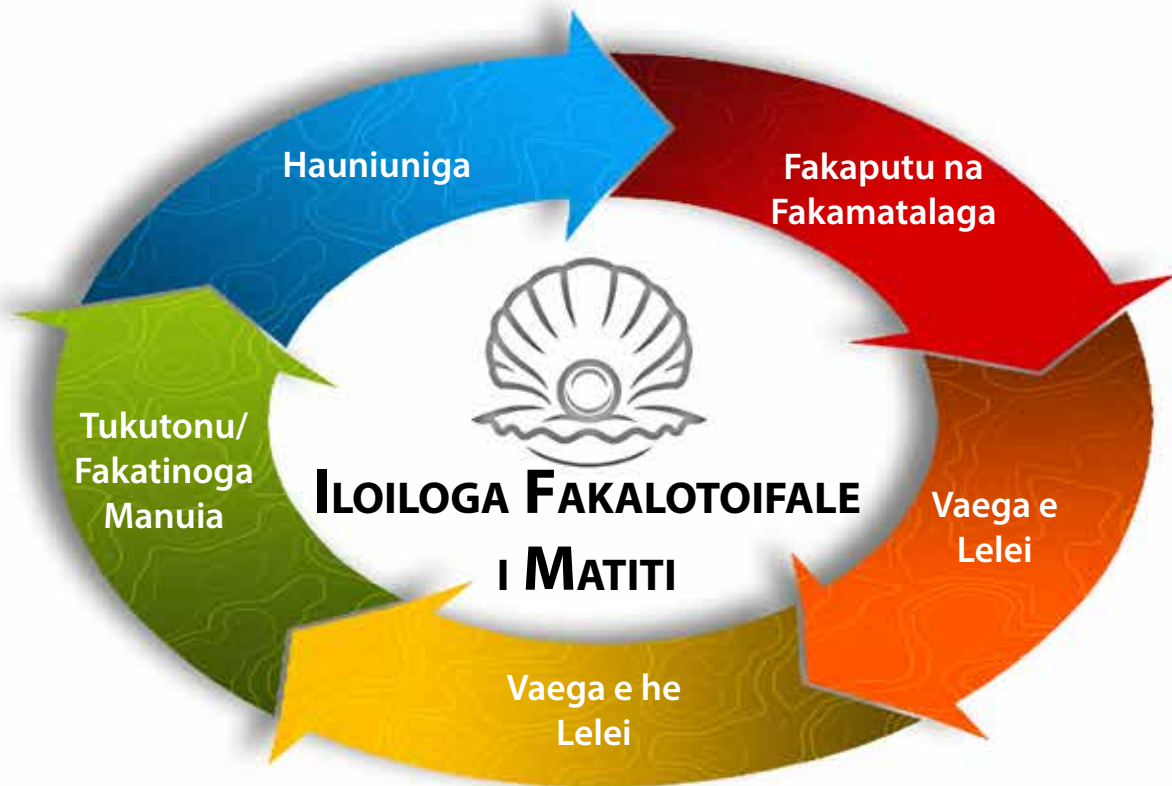 Hauniuniga
Fakaputu na
Fakamatalaga
Vaega e
Lelei
Vaega e he
Lelei
Tukutonu/
Fakatinoga
Manuia
Iloiloga Fakalotoifale
i Matiti